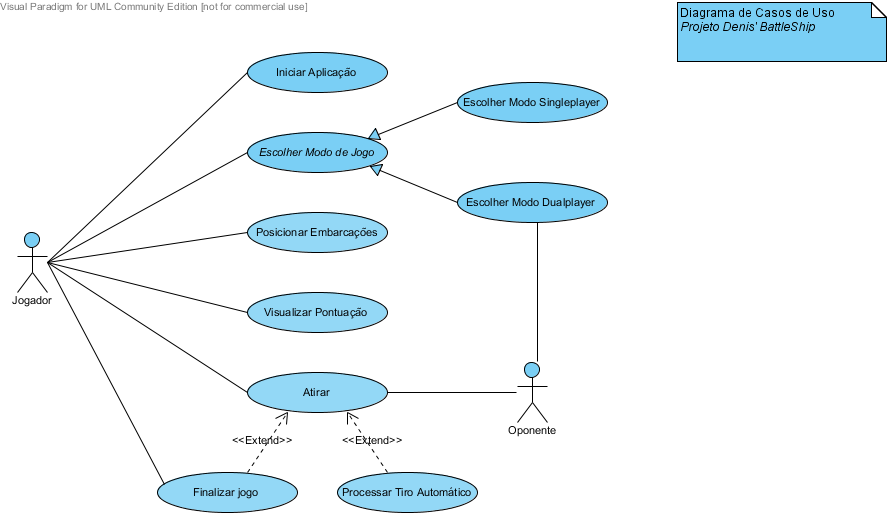 Visual Paradigm for UML Community Edition [not for commercial use]
Diagrama de Casos de Uso
Projeto Denis' BattleShip
Iniciar Aplicação
Escolher Modo Singleplayer
Escolher Modo de Jogo
Escolher Modo Dualplayer
Posicionar Embarcações
Jogador
Visualizar Pontuação
Atirar
Oponente
<<Extend>>
<<Extend>>
Finalizar jogo
Processar Tiro Automático